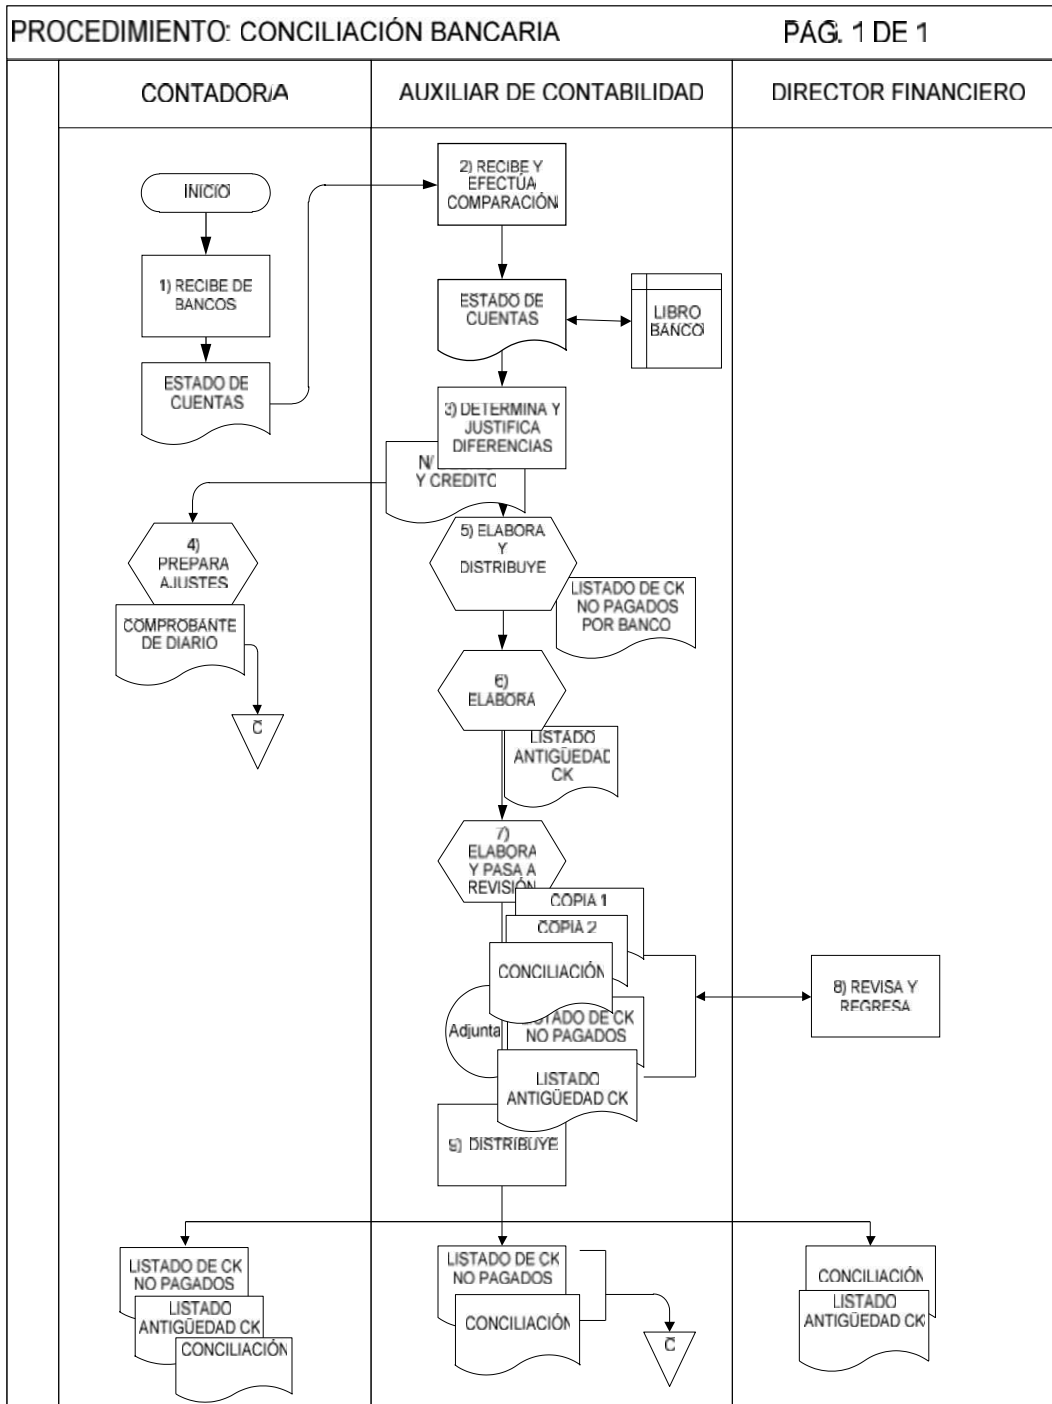 PROCEDIMIENTO: CONCILIACIÓN BANCARIA
PÁG. 1 DE 1
CONTADOR/A
AUXILIAR DE CONTABILIDAD
DIRECTOR FINANCIERO
INICIO
1) RECIBE DE
BANCOS
ESTADO DE
CUENTAS
2) RECIBE Y
EFECTÚA
COMPARACIÓN
ESTADO DE
CUENTAS
LIBRO
BANCO
3) DETERMINA Y
JUSTIFICA
DIFERENCIAS
N/
Y CREDITO
4)
PREPARA
AJUSTES
COMPROBANTE
DE DIARIO
C
5) ELABORA
Y
DISTRIBUYE
LISTADO DE CK
NO PAGADOS
POR BANCO
6)
ELABORA
LISTADO
ANTIGÜEDAD
CK
7)
ELABORA
Y PASA A
REVISIÓN
COPIA 1
COPIA 2
CONCILIACIÓN
Adjunta
LISTADO DE CK
NO PAGADOS
LISTADO
ANTIGÜEDAD CK
8) REVISA Y
REGRESA
9) DISTRIBUYE
LISTADO DE CK
NO PAGADOS
LISTADO
ANTIGÜEDAD CK
CONCILIACIÓN
LISTADO DE CK
NO PAGADOS
CONCILIACIÓN
C
CONCILIACIÓN
LISTADO
ANTIGÜEDAD CK